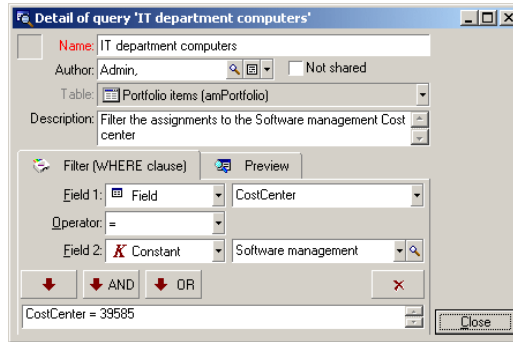 Detail of query 'IT department computers'
Name: IT department computers
Author: Admin, Not shared
Table: Portfolio items (amPortfolio)
Description: Filter the assignments to the Software management Cost
center
Filter (WHERE clause) Preview
Field 1: Field CostCenter
Operator: =
Field 2: K Constant Software management
AND OR
CostCenter = 39585
Close